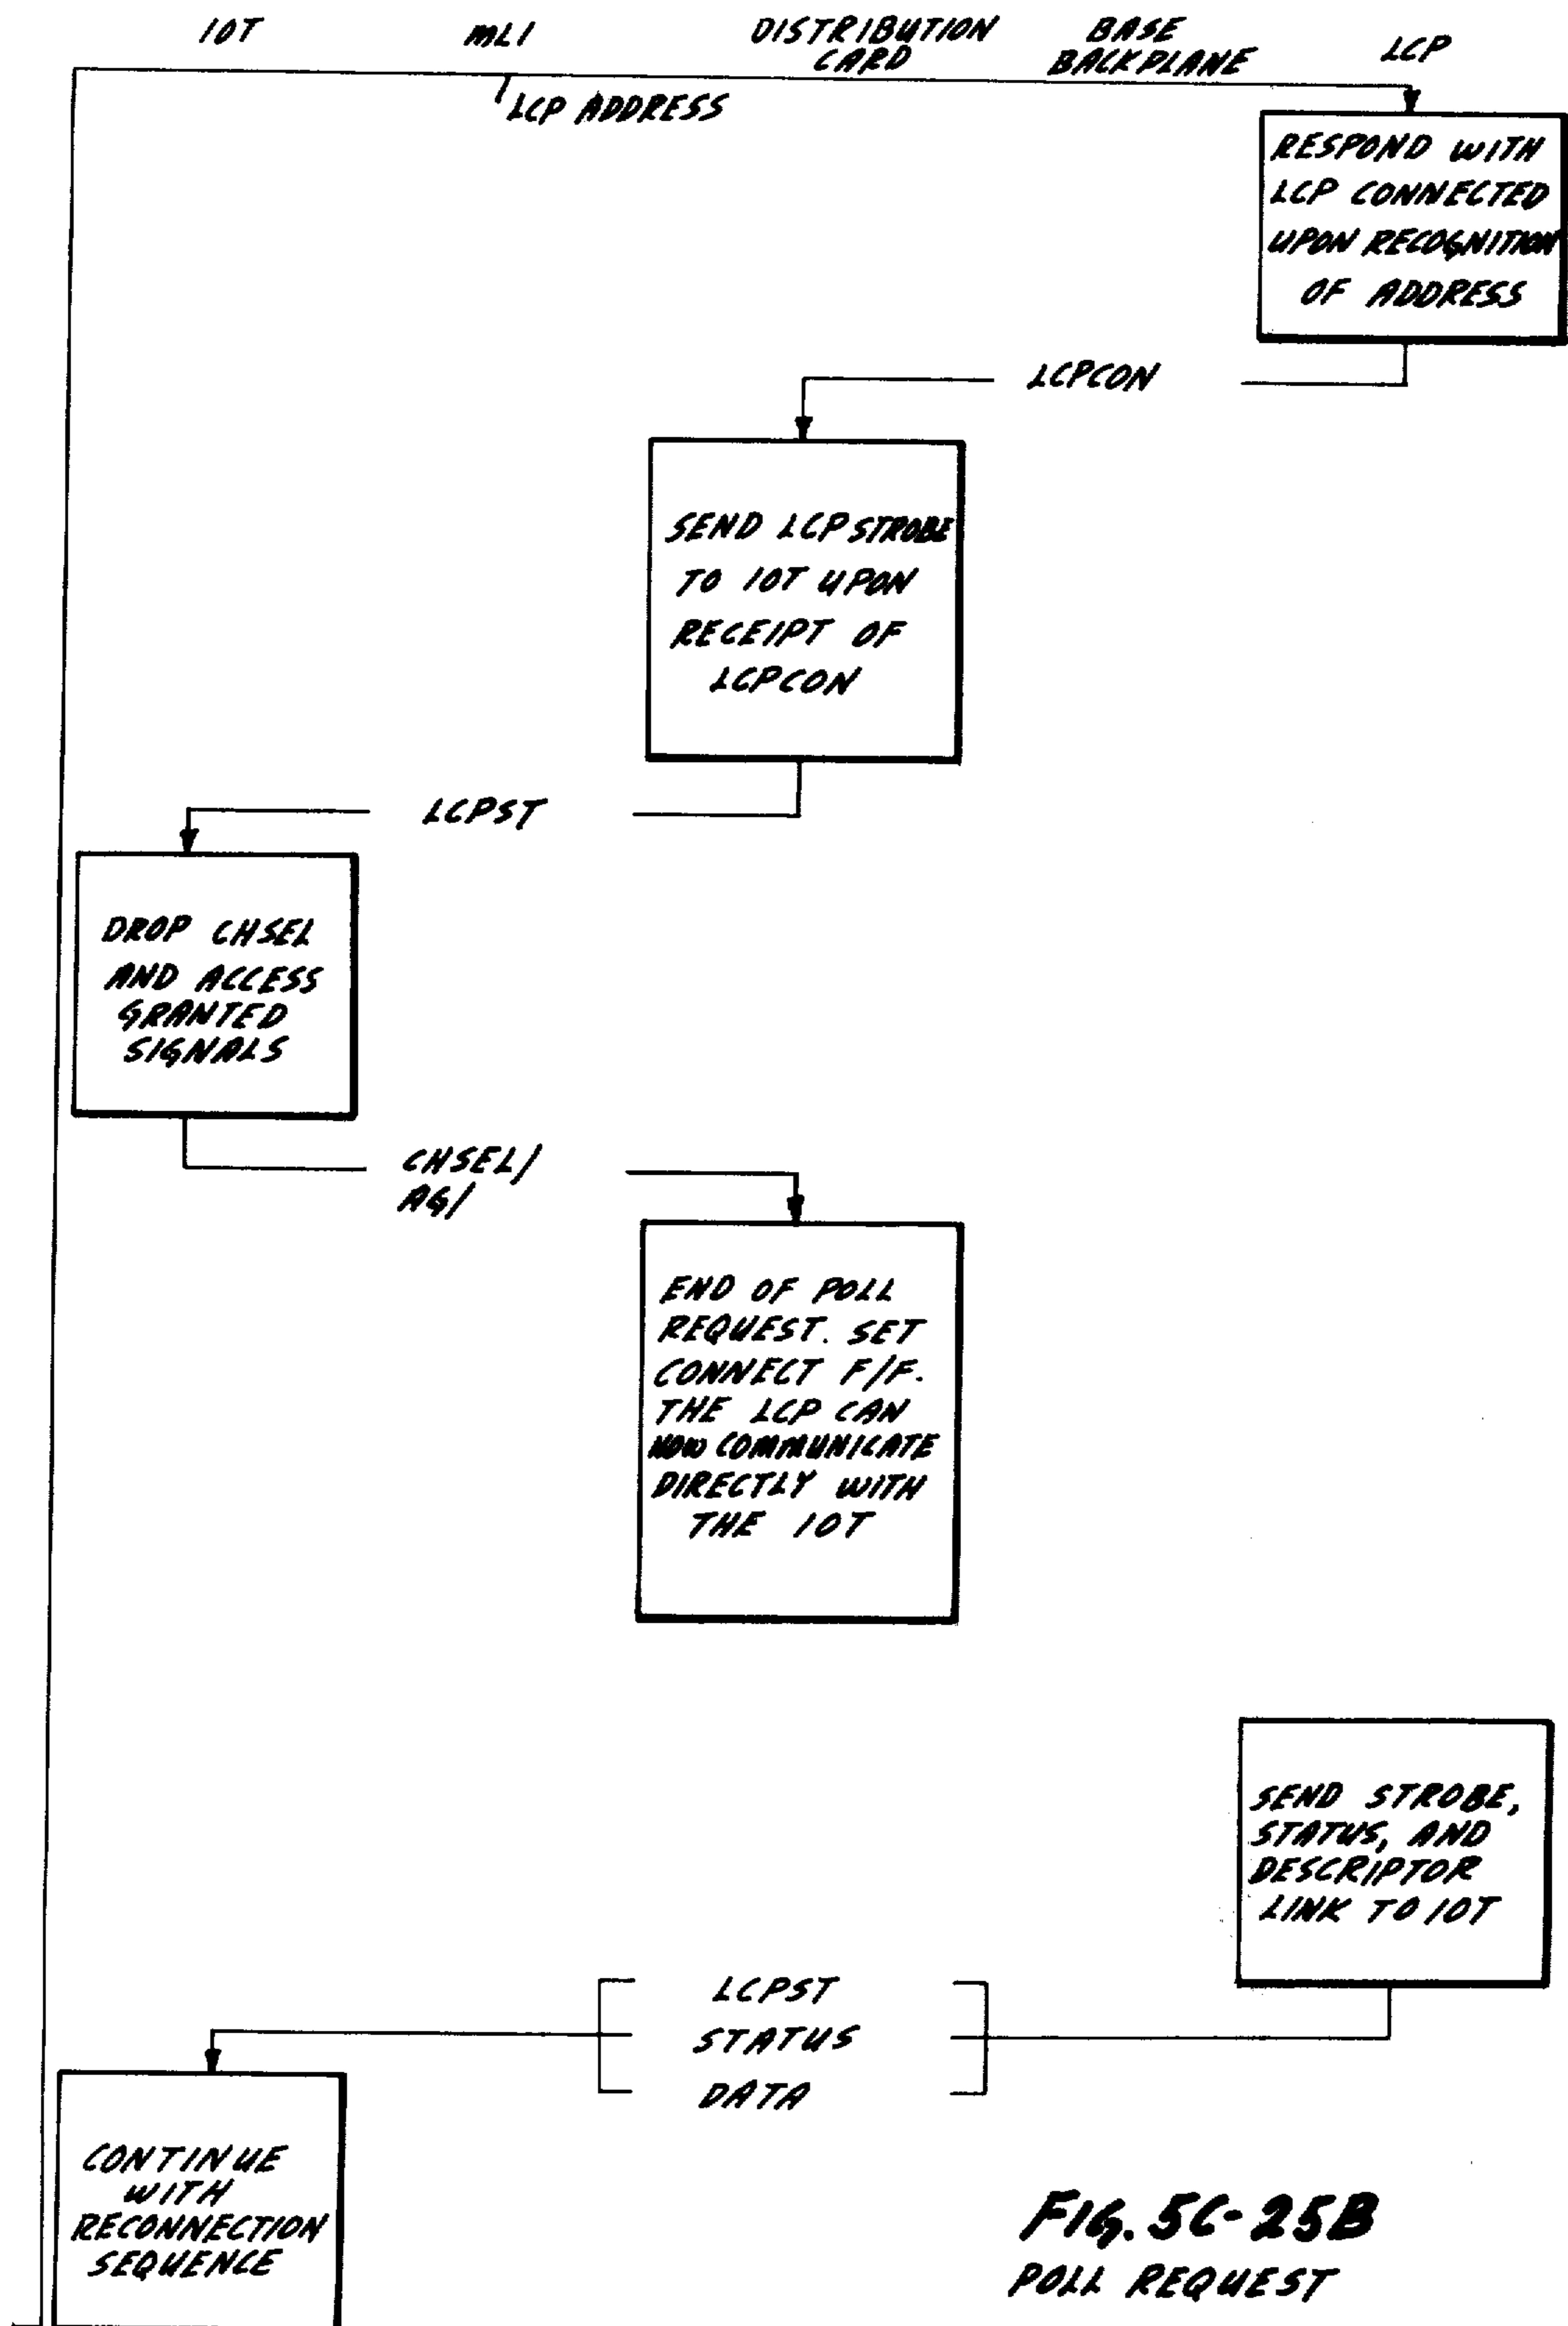 IOT
MLI
DISTRIBUTION
CARD
BASE
BACKPLANE
LCP
LCP ADDRESS
RESPOND WITH
LCP CONNECTED
UPON RECOGNITION
OF ADDRESS
LCPCON
SEND LCP STROBE
TO IOT UPON
RECEIPT OF
LCPCON
LCPST
DROP CHSEL
AND ACCESS
GRANTED
SIGNALS
CHSEL/
AG/
END OF POLL
REQUEST. SET
CONNECT F/F.
THE LCP CAN
NOW COMMUNICATE
DIRECTLY WITH
THE IOT
SEND STROBE,
STATUS, AND
DESCRIPTOR
LINK TO IOT
LCPST
STATUS
DATA
CONTINUE
WITH
RECONNECTION
SEQUENCE
FIG. 5C-25B
POLL REQUEST